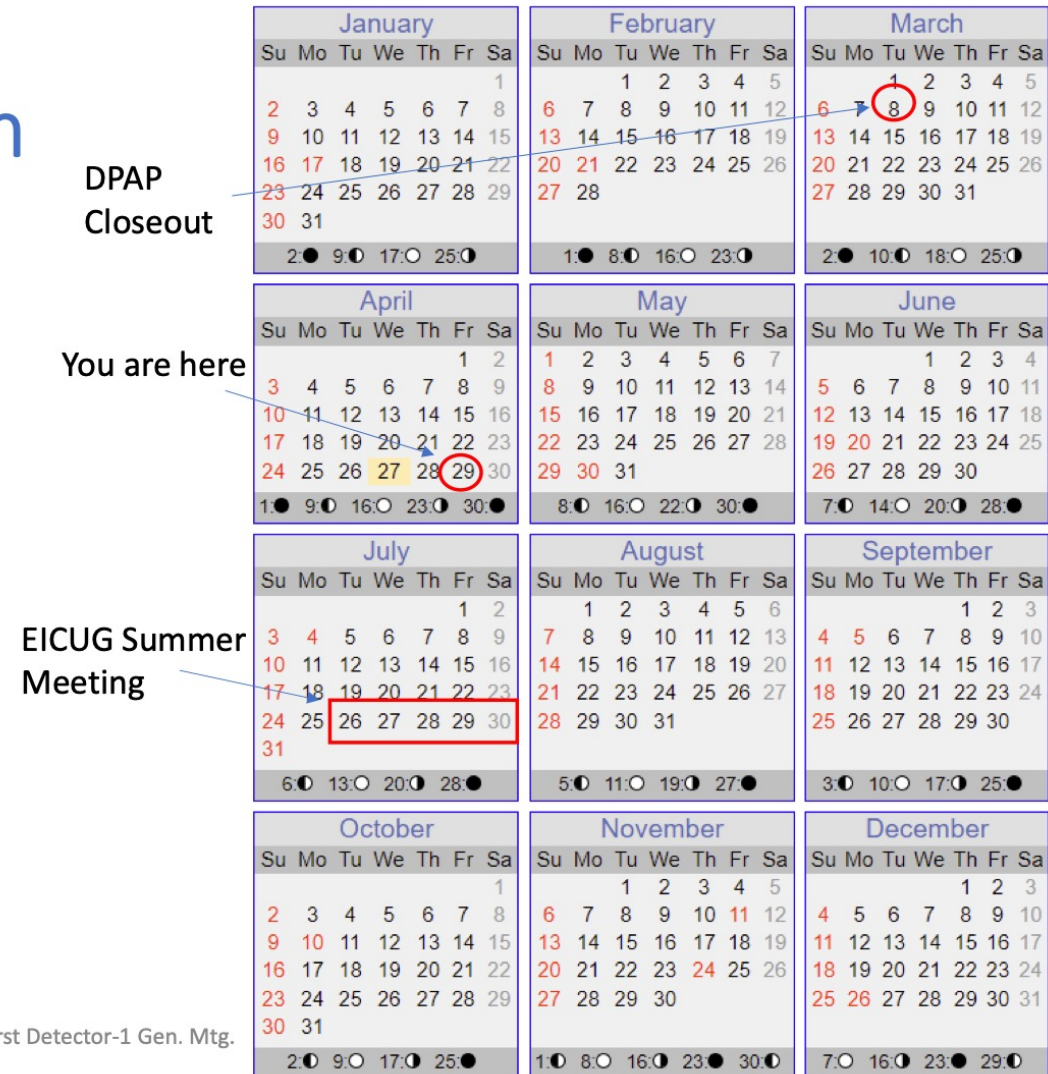 n
DPAP
Closeout
January
Su Mo Tu We Th Fr Sa
1
2 3 4 5 6 7 8
9 10 11 12 13 14 15
16 17 18 19 20 21 22
23 24 25 26 27 28 29
30 31
2:● 9:◐ 17:○ 25:◑
February
Su Mo Tu We Th Fr Sa
1 2 3 4 5
6 7 8 9 10 11 12
13 14 15 16 17 18 19
20 21 22 23 24 25 26
27 28
1:● 8:◐ 16:○ 23:◑
March
Su Mo Tu We Th Fr Sa
1 2 3 4 5
6 7 8 9 10 11 12
13 14 15 16 17 18 19
20 21 22 23 24 25 26
27 28 29 30 31
2:● 10:◐ 18:○ 25:◑
You are here
April
Su Mo Tu We Th Fr Sa
1 2
3 4 5 6 7 8 9
10 11 12 13 14 15 16
17 18 19 20 21 22 23
24 25 26 27 28 29 30
1:● 9:◐ 16:○ 23:◑ 30:●
May
Su Mo Tu We Th Fr Sa
1 2 3 4 5 6 7
8 9 10 11 12 13 14
15 16 17 18 19 20 21
22 23 24 25 26 27 28
29 30 31
8:◐ 16:○ 22:◑ 30:●
June
Su Mo Tu We Th Fr Sa
1 2 3 4
5 6 7 8 9 10 11
12 13 14 15 16 17 18
19 20 21 22 23 24 25
26 27 28 29 30
7:◐ 14:○ 20:◑ 28:●
EICUG Summer
Meeting
July
Su Mo Tu We Th Fr Sa
1 2
3 4 5 6 7 8 9
10 11 12 13 14 15 16
17 18 19 20 21 22 23
24 25 26 27 28 29 30
31
6:◐ 13:○ 20:◑ 28:●
August
Su Mo Tu We Th Fr Sa
1 2 3 4 5 6
7 8 9 10 11 12 13
14 15 16 17 18 19 20
21 22 23 24 25 26 27
28 29 30 31
5:◐ 11:○ 19:◑ 27:●
September
Su Mo Tu We Th Fr Sa
1 2 3
4 5 6 7 8 9 10
11 12 13 14 15 16 17
18 19 20 21 22 23 24
25 26 27 28 29 30
3:◐ 10:○ 17:◑ 25:●
October
Su Mo Tu We Th Fr Sa
1
2 3 4 5 6 7 8
9 10 11 12 13 14 15
16 17 18 19 20 21 22
23 24 25 26 27 28 29
30 31
2:◐ 9:○ 17:◑ 25:●
November
Su Mo Tu We Th Fr Sa
1 2 3 4 5
6 7 8 9 10 11 12
13 14 15 16 17 18 19
20 21 22 23 24 25 26
27 28 29 30
1:◐ 8:○ 16:◑ 23:● 30:◐
December
Su Mo Tu We Th Fr Sa
1 2 3
4 5 6 7 8 9 10
11 12 13 14 15 16 17
18 19 20 21 22 23 24
25 26 27 28 29 30 31
7:○ 16:◑ 23:● 29:◐
rst Detector-1 Gen. Mtg.